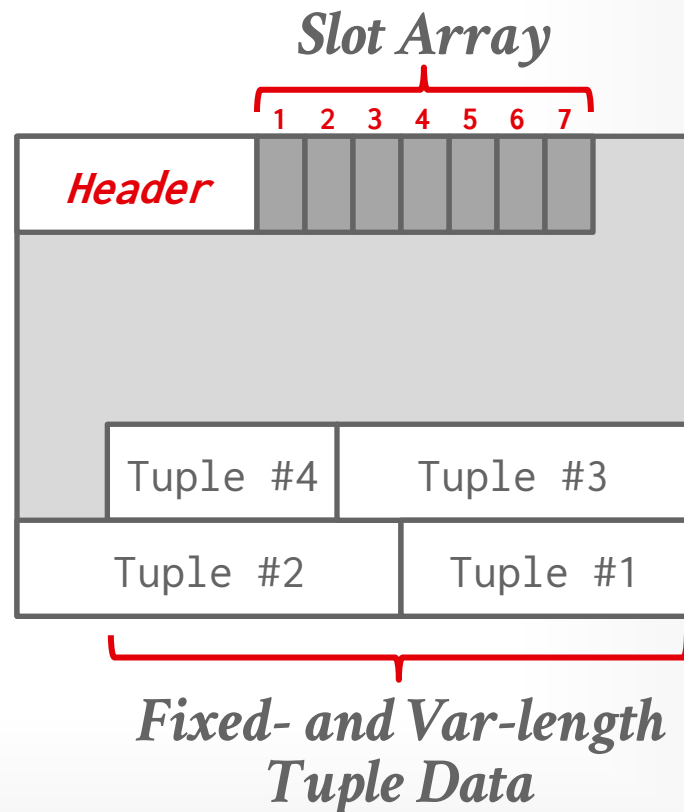 Slot Array
1 2 3 4 5 6 7
Header
Tuple #4 Tuple #3
Tuple #2 Tuple #1
Fixed- and Var-length
Tuple Data